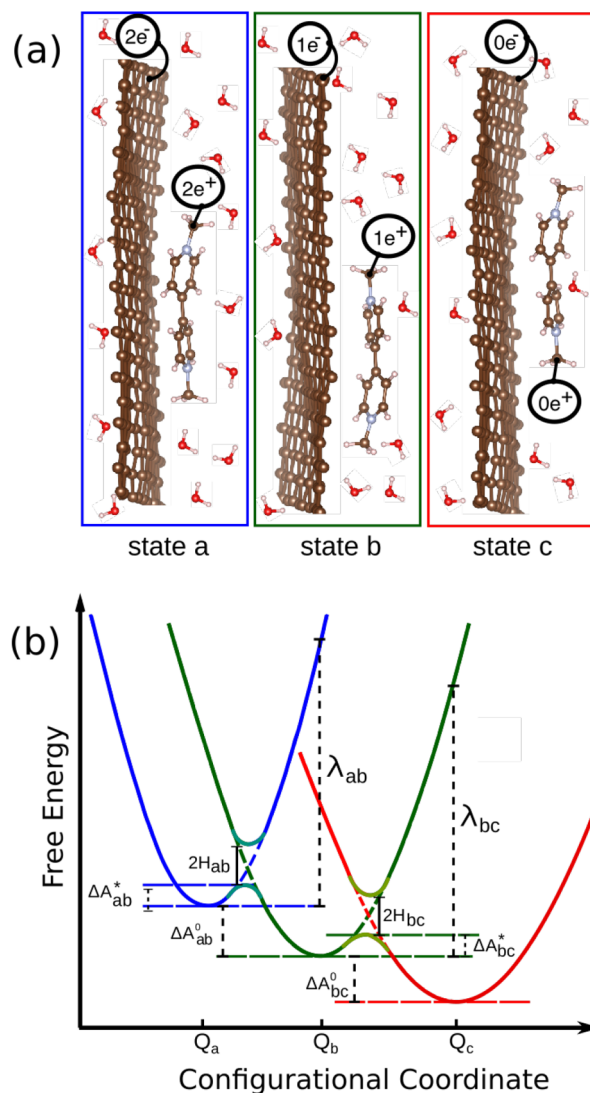 (a)
2e⁻ 1e⁻ 0e⁻
2e⁺
1e⁺
0e⁺
state a state b state c
(b)
Free Energy
λab
λbc
2Hab
2Hbc
ΔA*ab
ΔA⁰ab
ΔA*bc
ΔA⁰bc
Qa Qb Qc
Configurational Coordinate